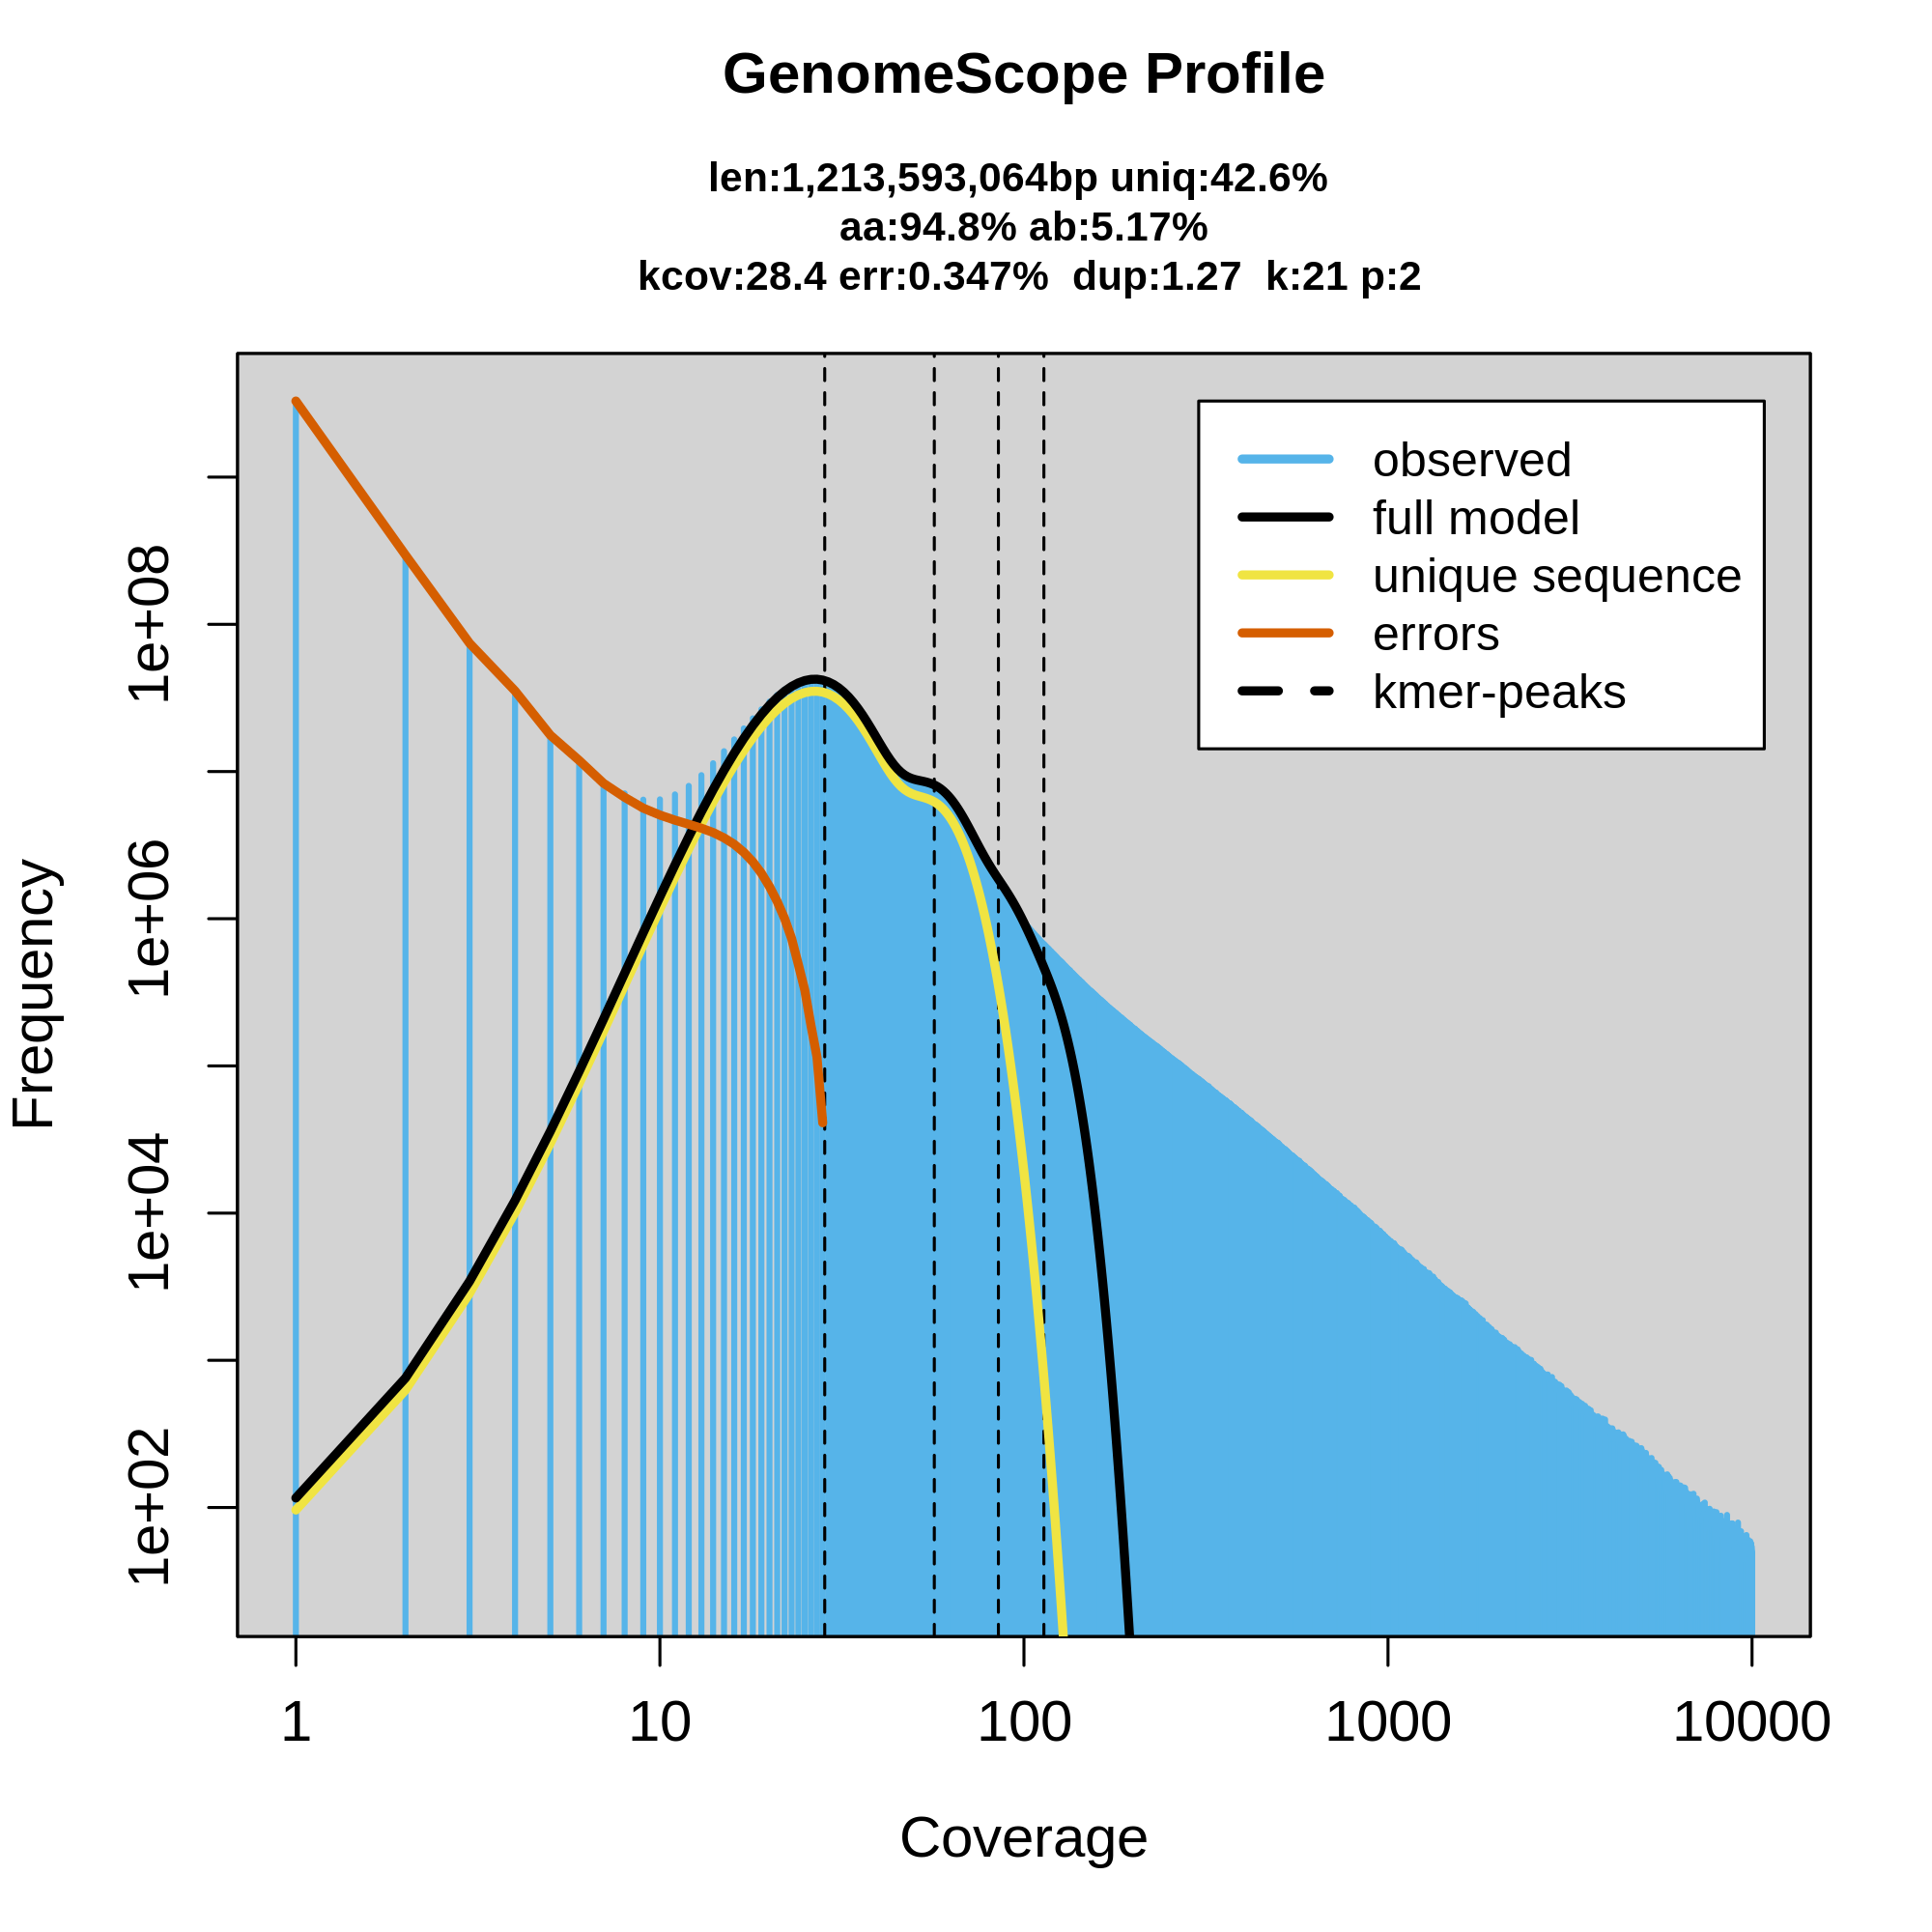 GenomeScope Profile
len:1,213,593,064bp uniq:42.6%
aa:94.8% ab:5.17%
kcov:28.4 err:0.347% dup:1.27 k:21 p:2
observed
full model
unique sequence
errors
kmer-peaks
Frequency
1e+08
1e+06
1e+04
1e+02
1 10 100 1000 10000
Coverage